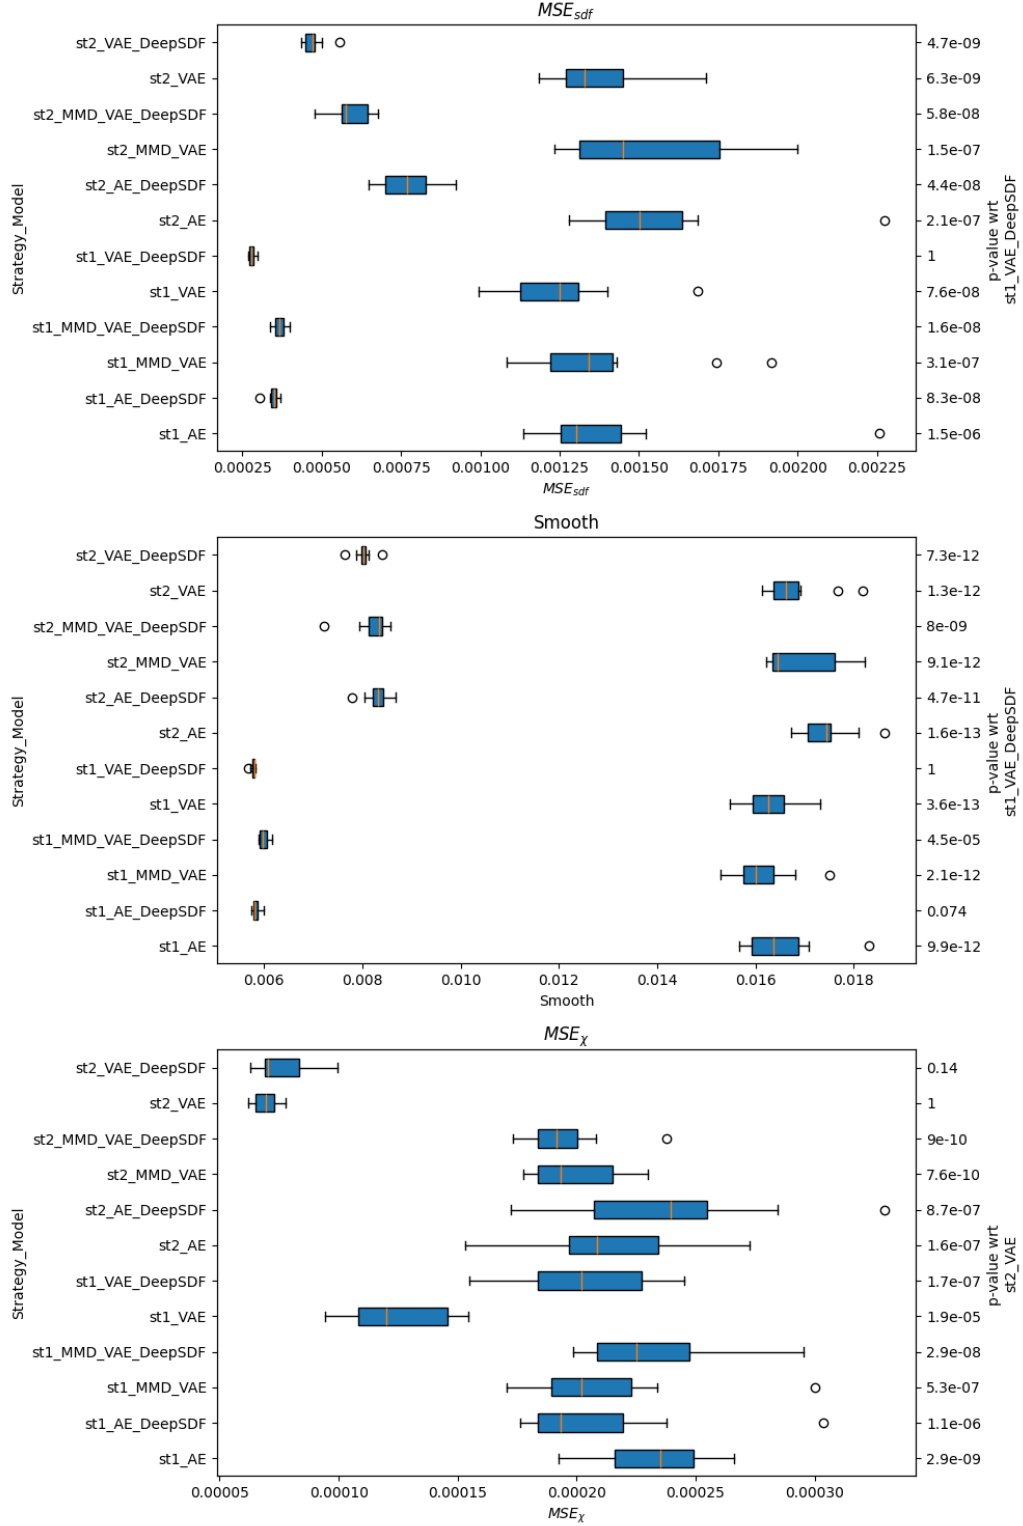 MSE_sdf
st2_VAE_DeepSDF 4.7e-09
st2_VAE 6.3e-09
st2_MMD_VAE_DeepSDF 5.8e-08
st2_MMD_VAE 1.5e-07
st2_AE_DeepSDF 4.4e-08
st2_AE 2.1e-07
st1_VAE_DeepSDF 1
st1_VAE 7.6e-08
st1_MMD_VAE_DeepSDF 1.6e-08
st1_MMD_VAE 3.1e-07
st1_AE_DeepSDF 8.3e-08
st1_AE 1.5e-06
Strategy_Model
p-value wrt
st1_VAE_DeepSDF
0.00025 0.00050 0.00075 0.00100 0.00125 0.00150 0.00175 0.00200 0.00225
MSE_sdf
Smooth
st2_VAE_DeepSDF 7.3e-12
st2_VAE 1.3e-12
st2_MMD_VAE_DeepSDF 8e-09
st2_MMD_VAE 9.1e-12
st2_AE_DeepSDF 4.7e-11
st2_AE 1.6e-13
st1_VAE_DeepSDF 1
st1_VAE 3.6e-13
st1_MMD_VAE_DeepSDF 4.5e-05
st1_MMD_VAE 2.1e-12
st1_AE_DeepSDF 0.074
st1_AE 9.9e-12
Strategy_Model
p-value wrt
st1_VAE_DeepSDF
0.006 0.008 0.010 0.012 0.014 0.016 0.018
Smooth
MSE_χ
st2_VAE_DeepSDF 0.14
st2_VAE 1
st2_MMD_VAE_DeepSDF 9e-10
st2_MMD_VAE 7.6e-10
st2_AE_DeepSDF 8.7e-07
st2_AE 1.6e-07
st1_VAE_DeepSDF 1.7e-07
st1_VAE 1.9e-05
st1_MMD_VAE_DeepSDF 2.9e-08
st1_MMD_VAE 5.3e-07
st1_AE_DeepSDF 1.1e-06
st1_AE 2.9e-09
Strategy_Model
p-value wrt
st2_VAE
0.00005 0.00010 0.00015 0.00020 0.00025 0.00030
MSE_χ